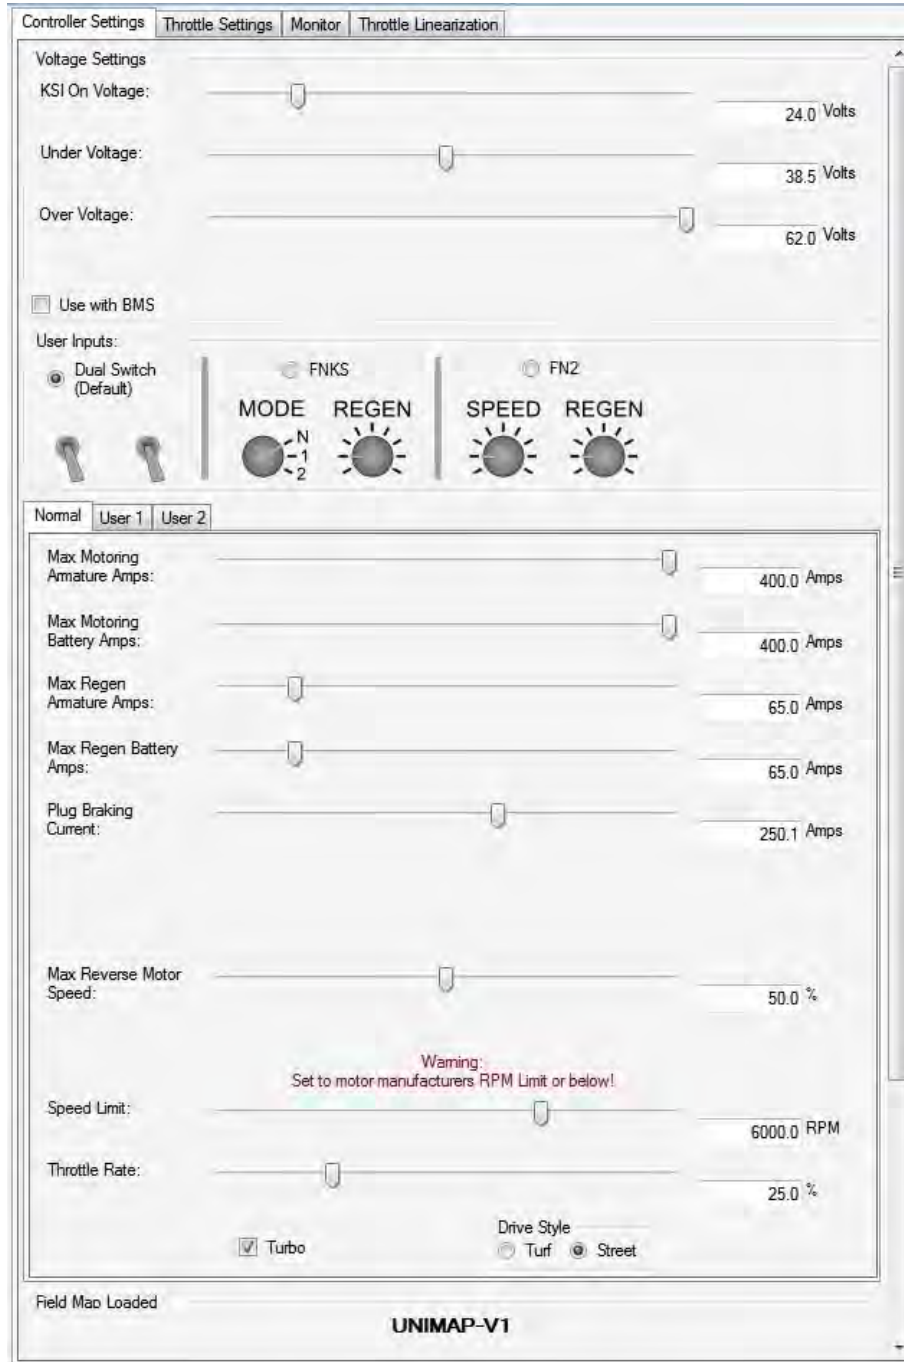 Controller Settings Throttle Settings Monitor Throttle Linearization
Voltage Settings
KSI On Voltage:
24.0 Volts
Under Voltage:
38.5 Volts
Over Voltage:
62.0 Volts
Use with BMS
User Inputs:
Dual Switch
(Default)
FNKS
FN2
MODE REGEN SPEED REGEN
N
1
2
Normal User 1 User 2
Max Motoring
Armature Amps:
400.0 Amps
Max Motoring
Battery Amps:
400.0 Amps
Max Regen
Armature Amps:
65.0 Amps
Max Regen Battery
Amps:
65.0 Amps
Plug Braking
Current:
250.1 Amps
Max Reverse Motor
Speed:
50.0 %
Warning:
Set to motor manufacturers RPM Limit or below!
Speed Limit:
6000.0 RPM
Throttle Rate:
25.0 %
Drive Style
Turbo Turf Street
Field Map Loaded
UNIMAP-V1